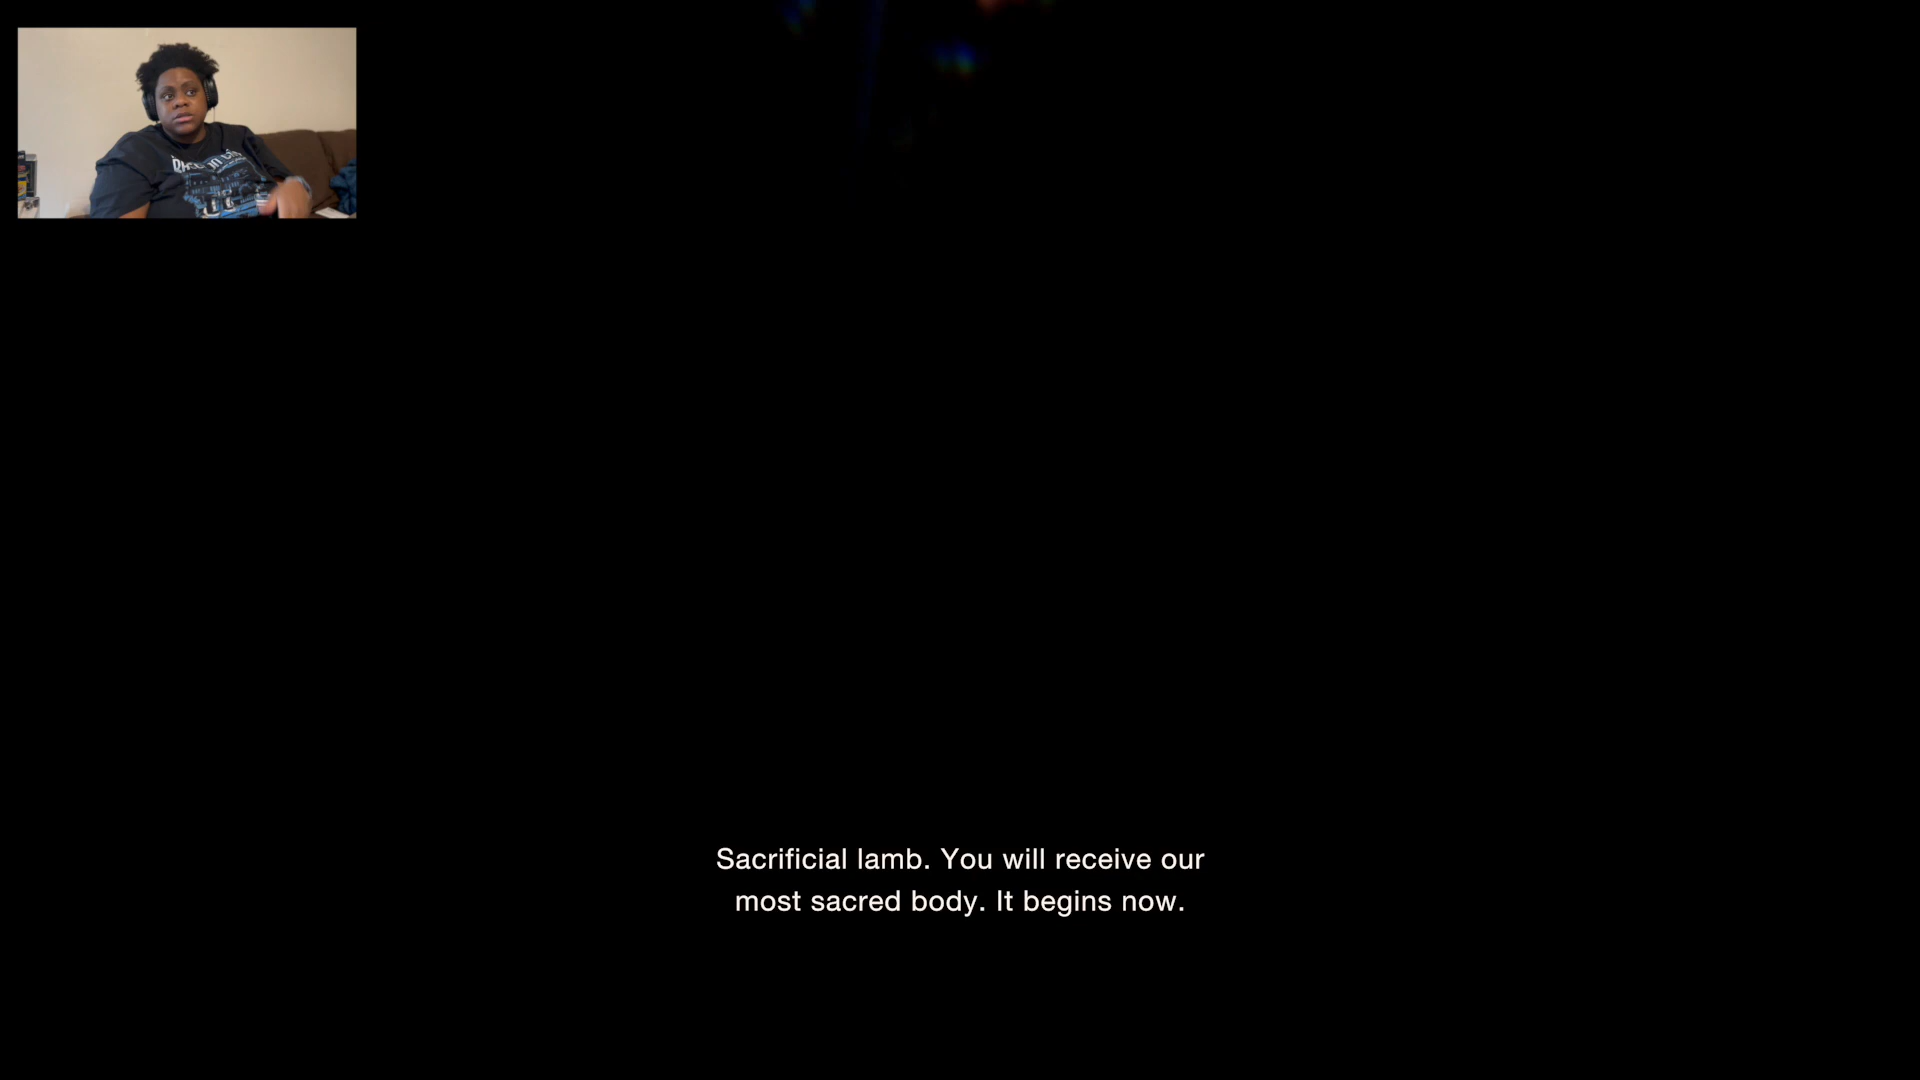 Sacrificial lamb. You will receive our
most sacred body. It begins now.